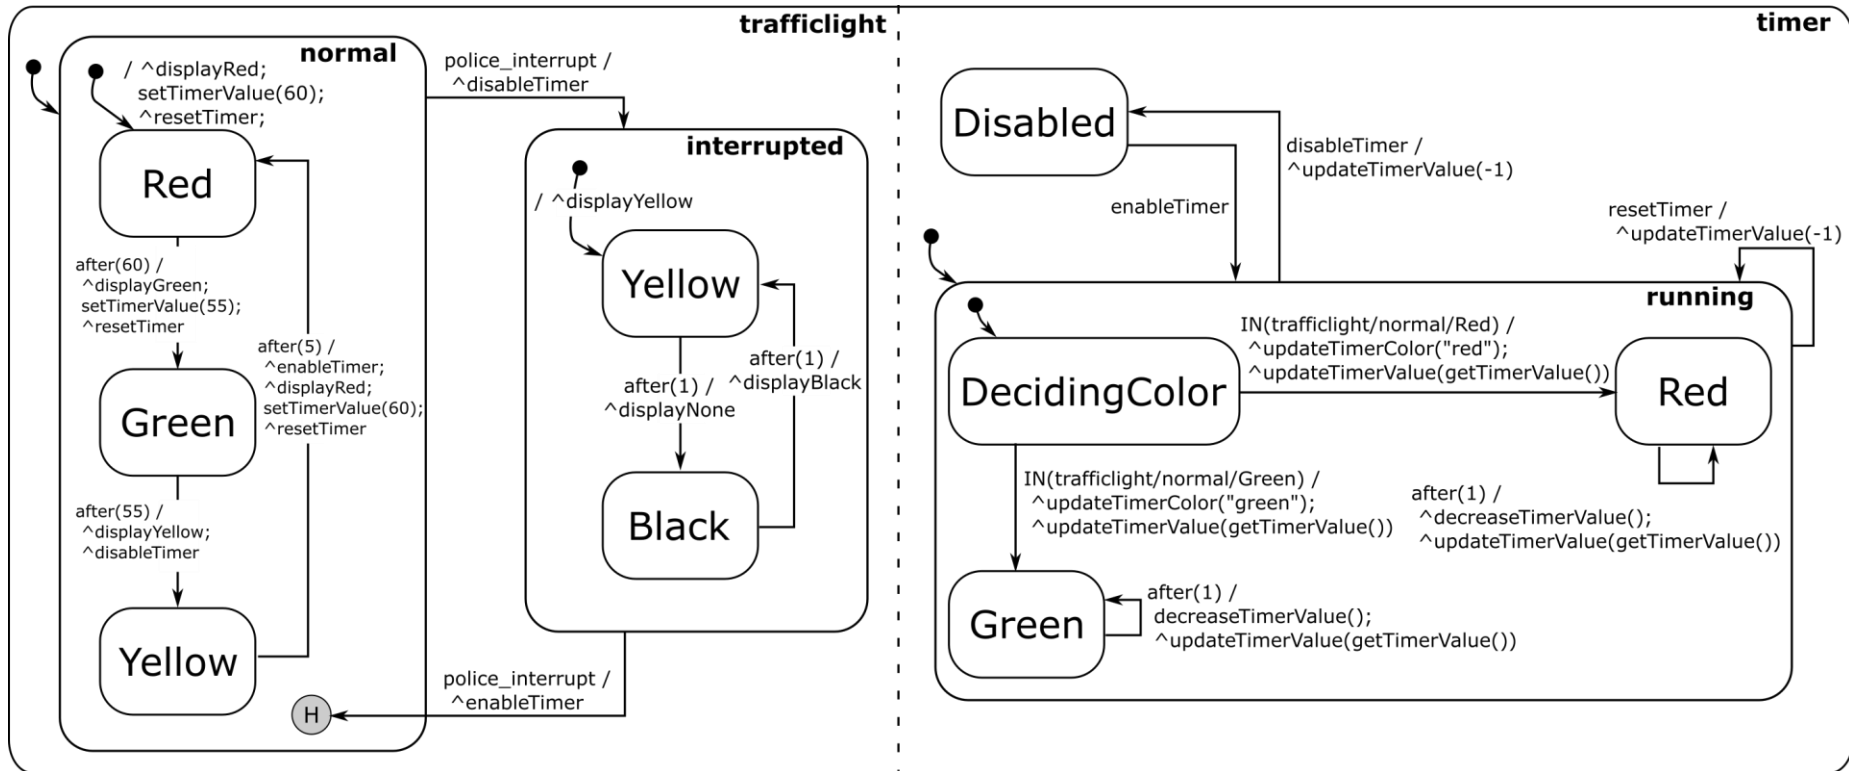 trafficlight
normal
/ ^displayRed;
setTimerValue(60);
^resetTimer;
Red
after(60) /
^displayGreen;
setTimerValue(55);
^resetTimer
Green
after(55) /
^displayYellow;
^disableTimer
Yellow
after(5) /
^enableTimer;
^displayRed;
setTimerValue(60);
^resetTimer
H
police_interrupt /
^disableTimer
interrupted
/ ^displayYellow
Yellow
after(1) /
^displayNone
after(1) /
^displayBlack
Black
police_interrupt /
^enableTimer
timer
Disabled
enableTimer
disableTimer /
^updateTimerValue(-1)
resetTimer /
^updateTimerValue(-1)
running
DecidingColor
IN(trafficlight/normal/Red) /
^updateTimerColor("red");
^updateTimerValue(getTimerValue())
Red
after(1) /
^decreaseTimerValue();
^updateTimerValue(getTimerValue())
IN(trafficlight/normal/Green) /
^updateTimerColor("green");
^updateTimerValue(getTimerValue())
Green
after(1) /
decreaseTimerValue();
^updateTimerValue(getTimerValue())